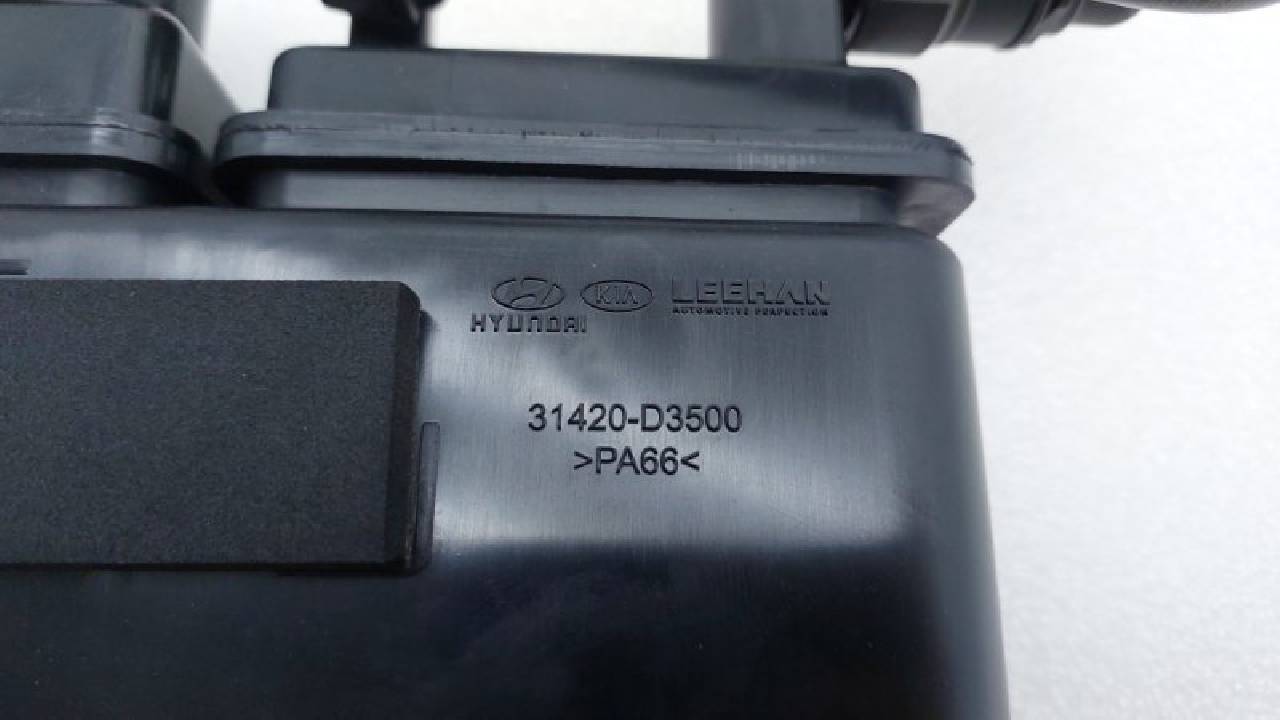 HYUNDAI KIA LEEHAN
AUTOMOTIVE PERFECTION
31420-D3500
>PA66<